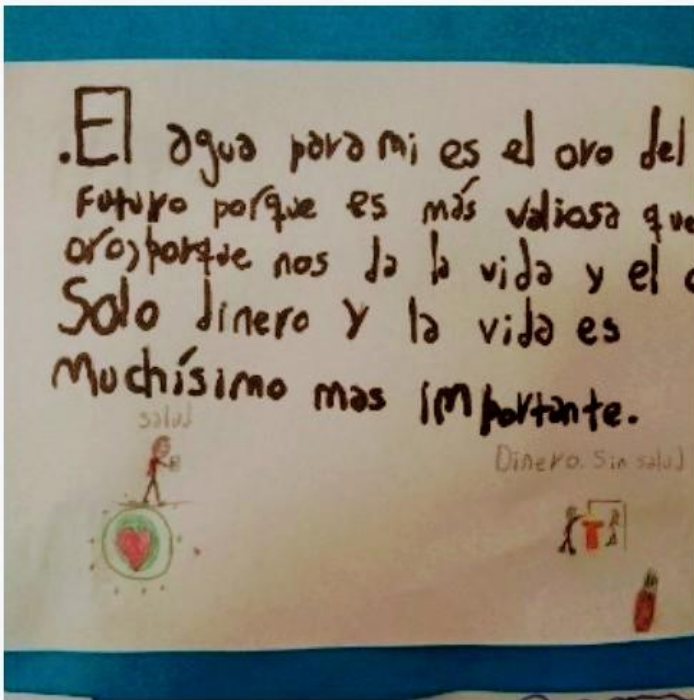 .El agua para mi es el oro del
Futuro porque es más valiosa que
oro, porque nos da la vida y el
Solo dinero y la vida es
Muchísimo mas importante.
salud
Dinero. Sin salud